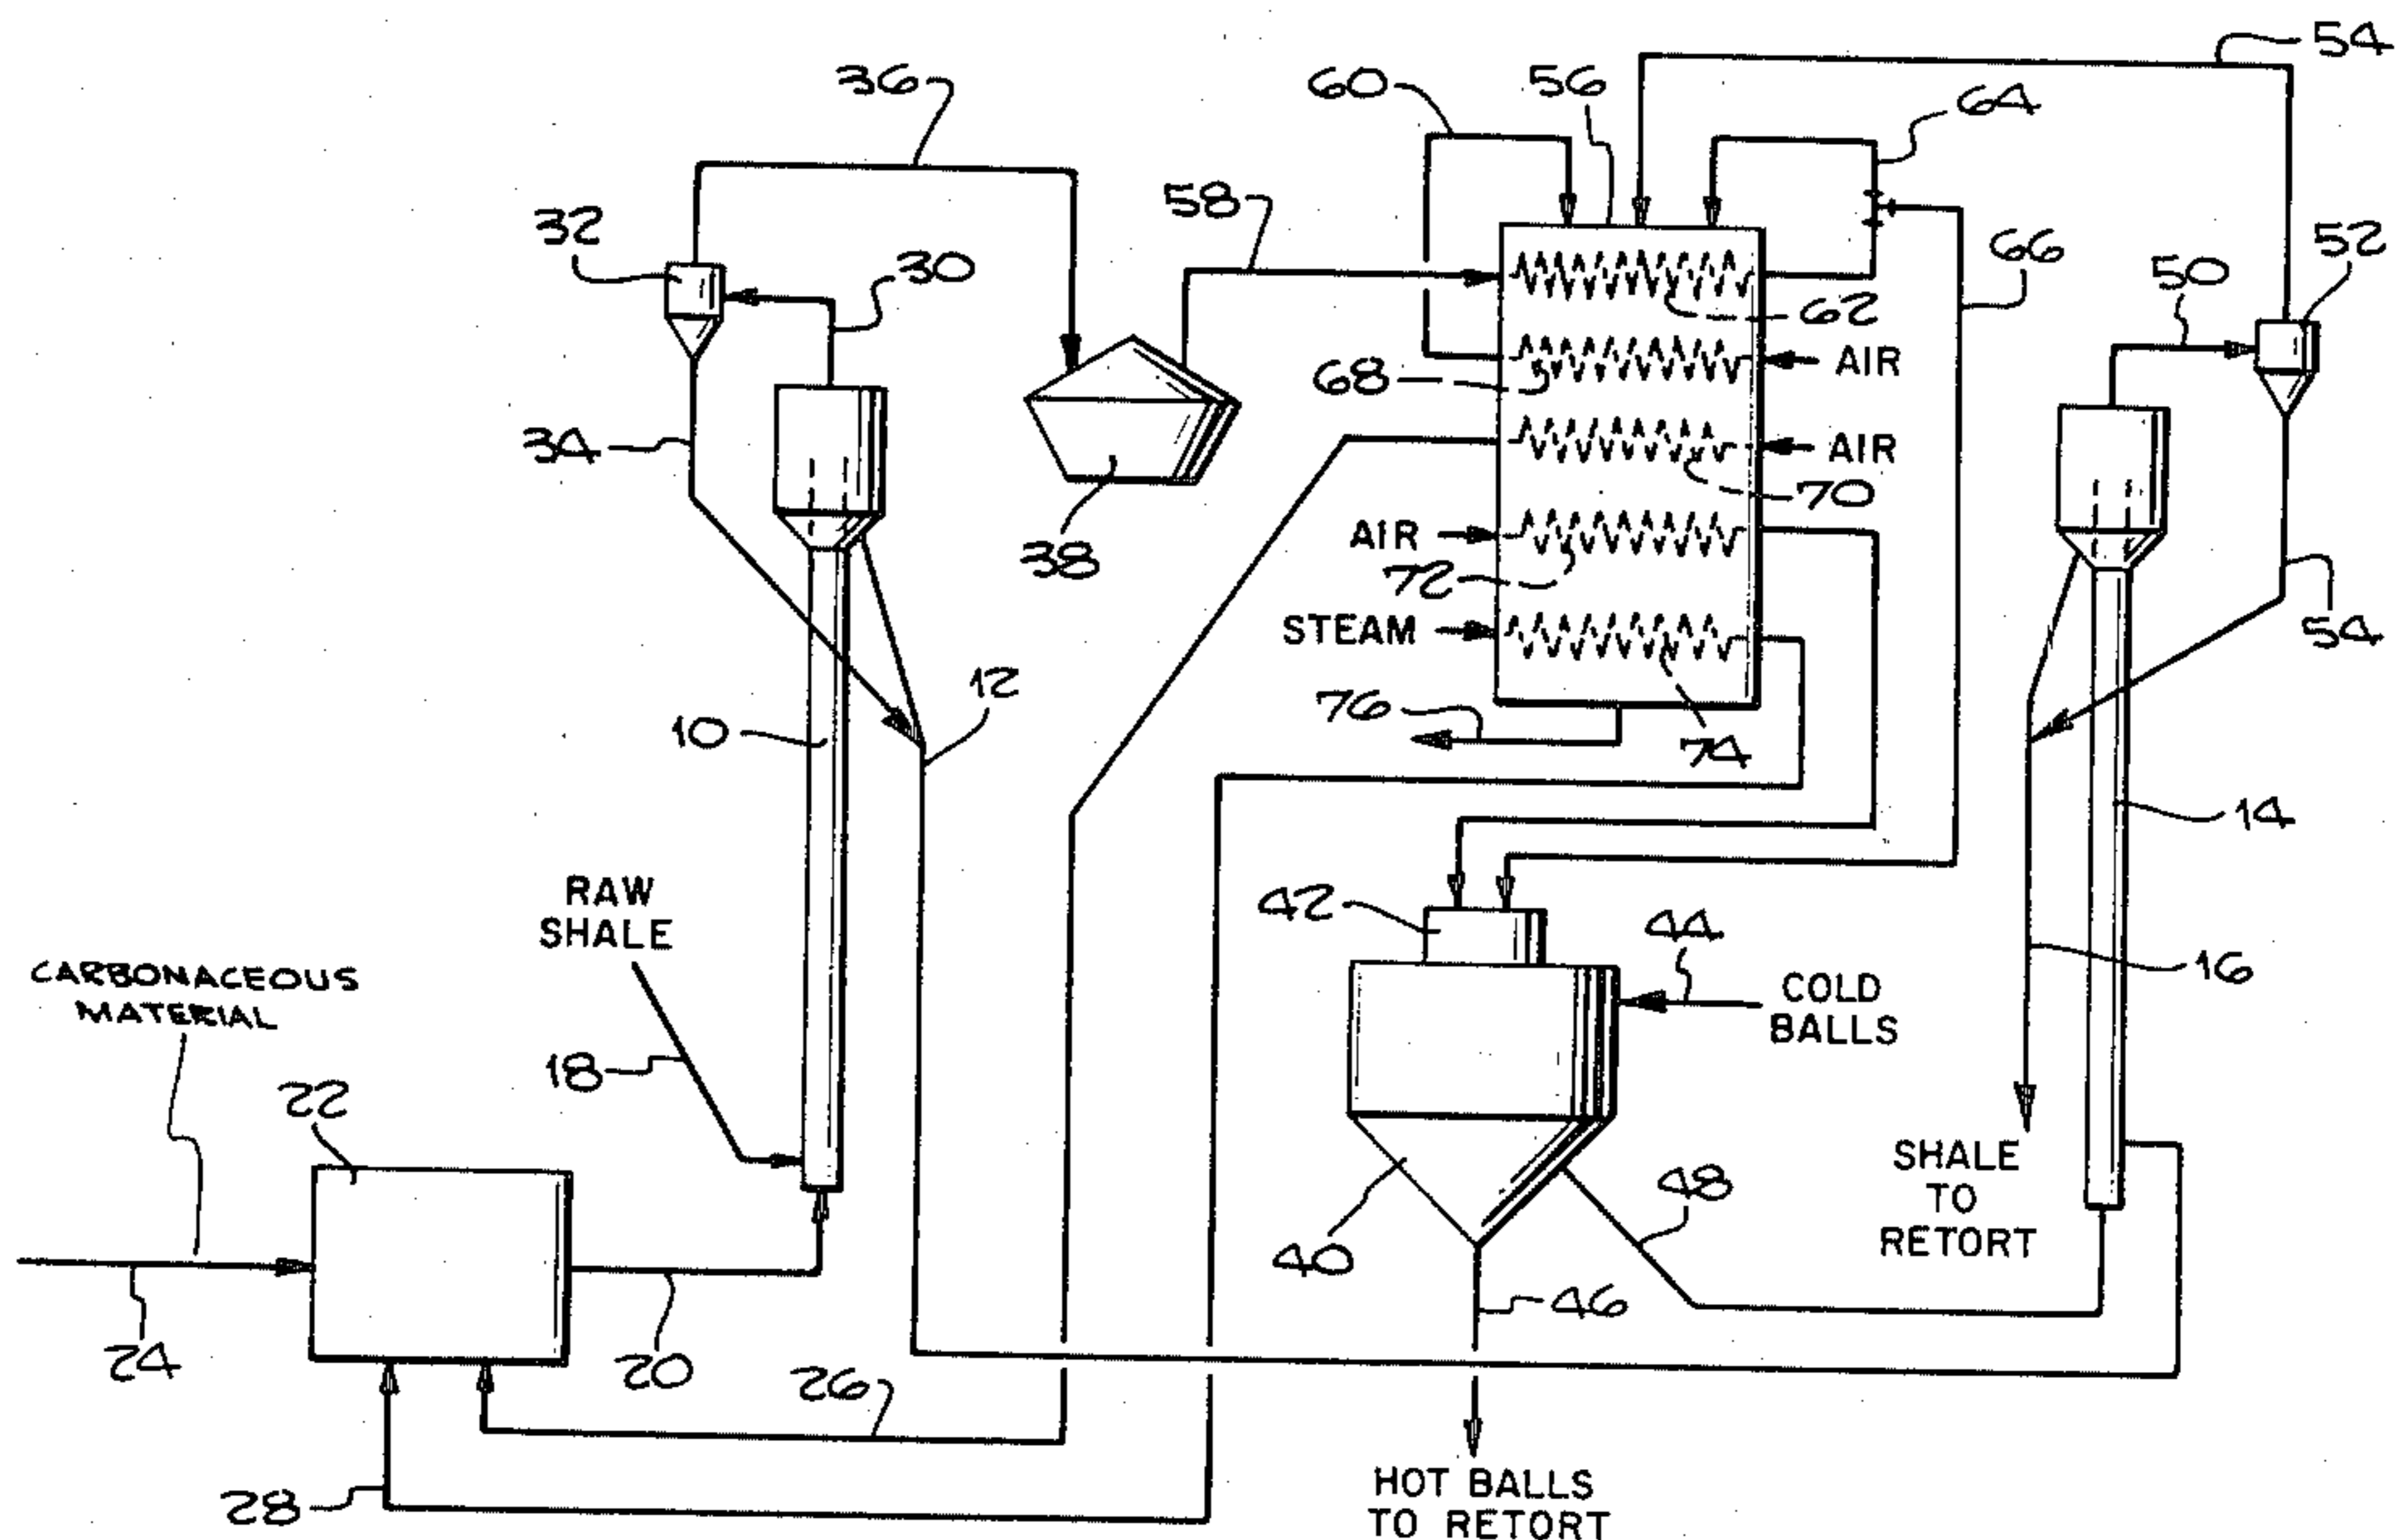 54
36
60
56
64
58
32
30
66
52
50
62
68
AIR
34
AIR
70
38
AIR
72
54
STEAM
12
76
10
74
14
RAW
SHALE
42
44
16
CARBONACEOUS
MATERIAL
COLD
BALLS
18
22
SHALE
TO
RETORT
48
40
46
24
20
26
28
HOT BALLS
TO RETORT